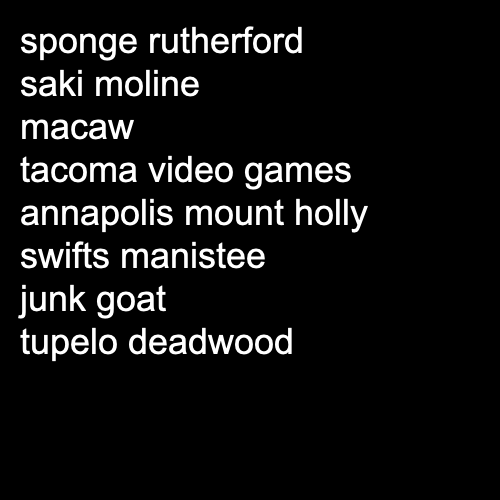 sponge rutherford
saki moline
macaw
tacoma video games
annapolis mount holly
swifts manistee
junk goat
tupelo deadwood